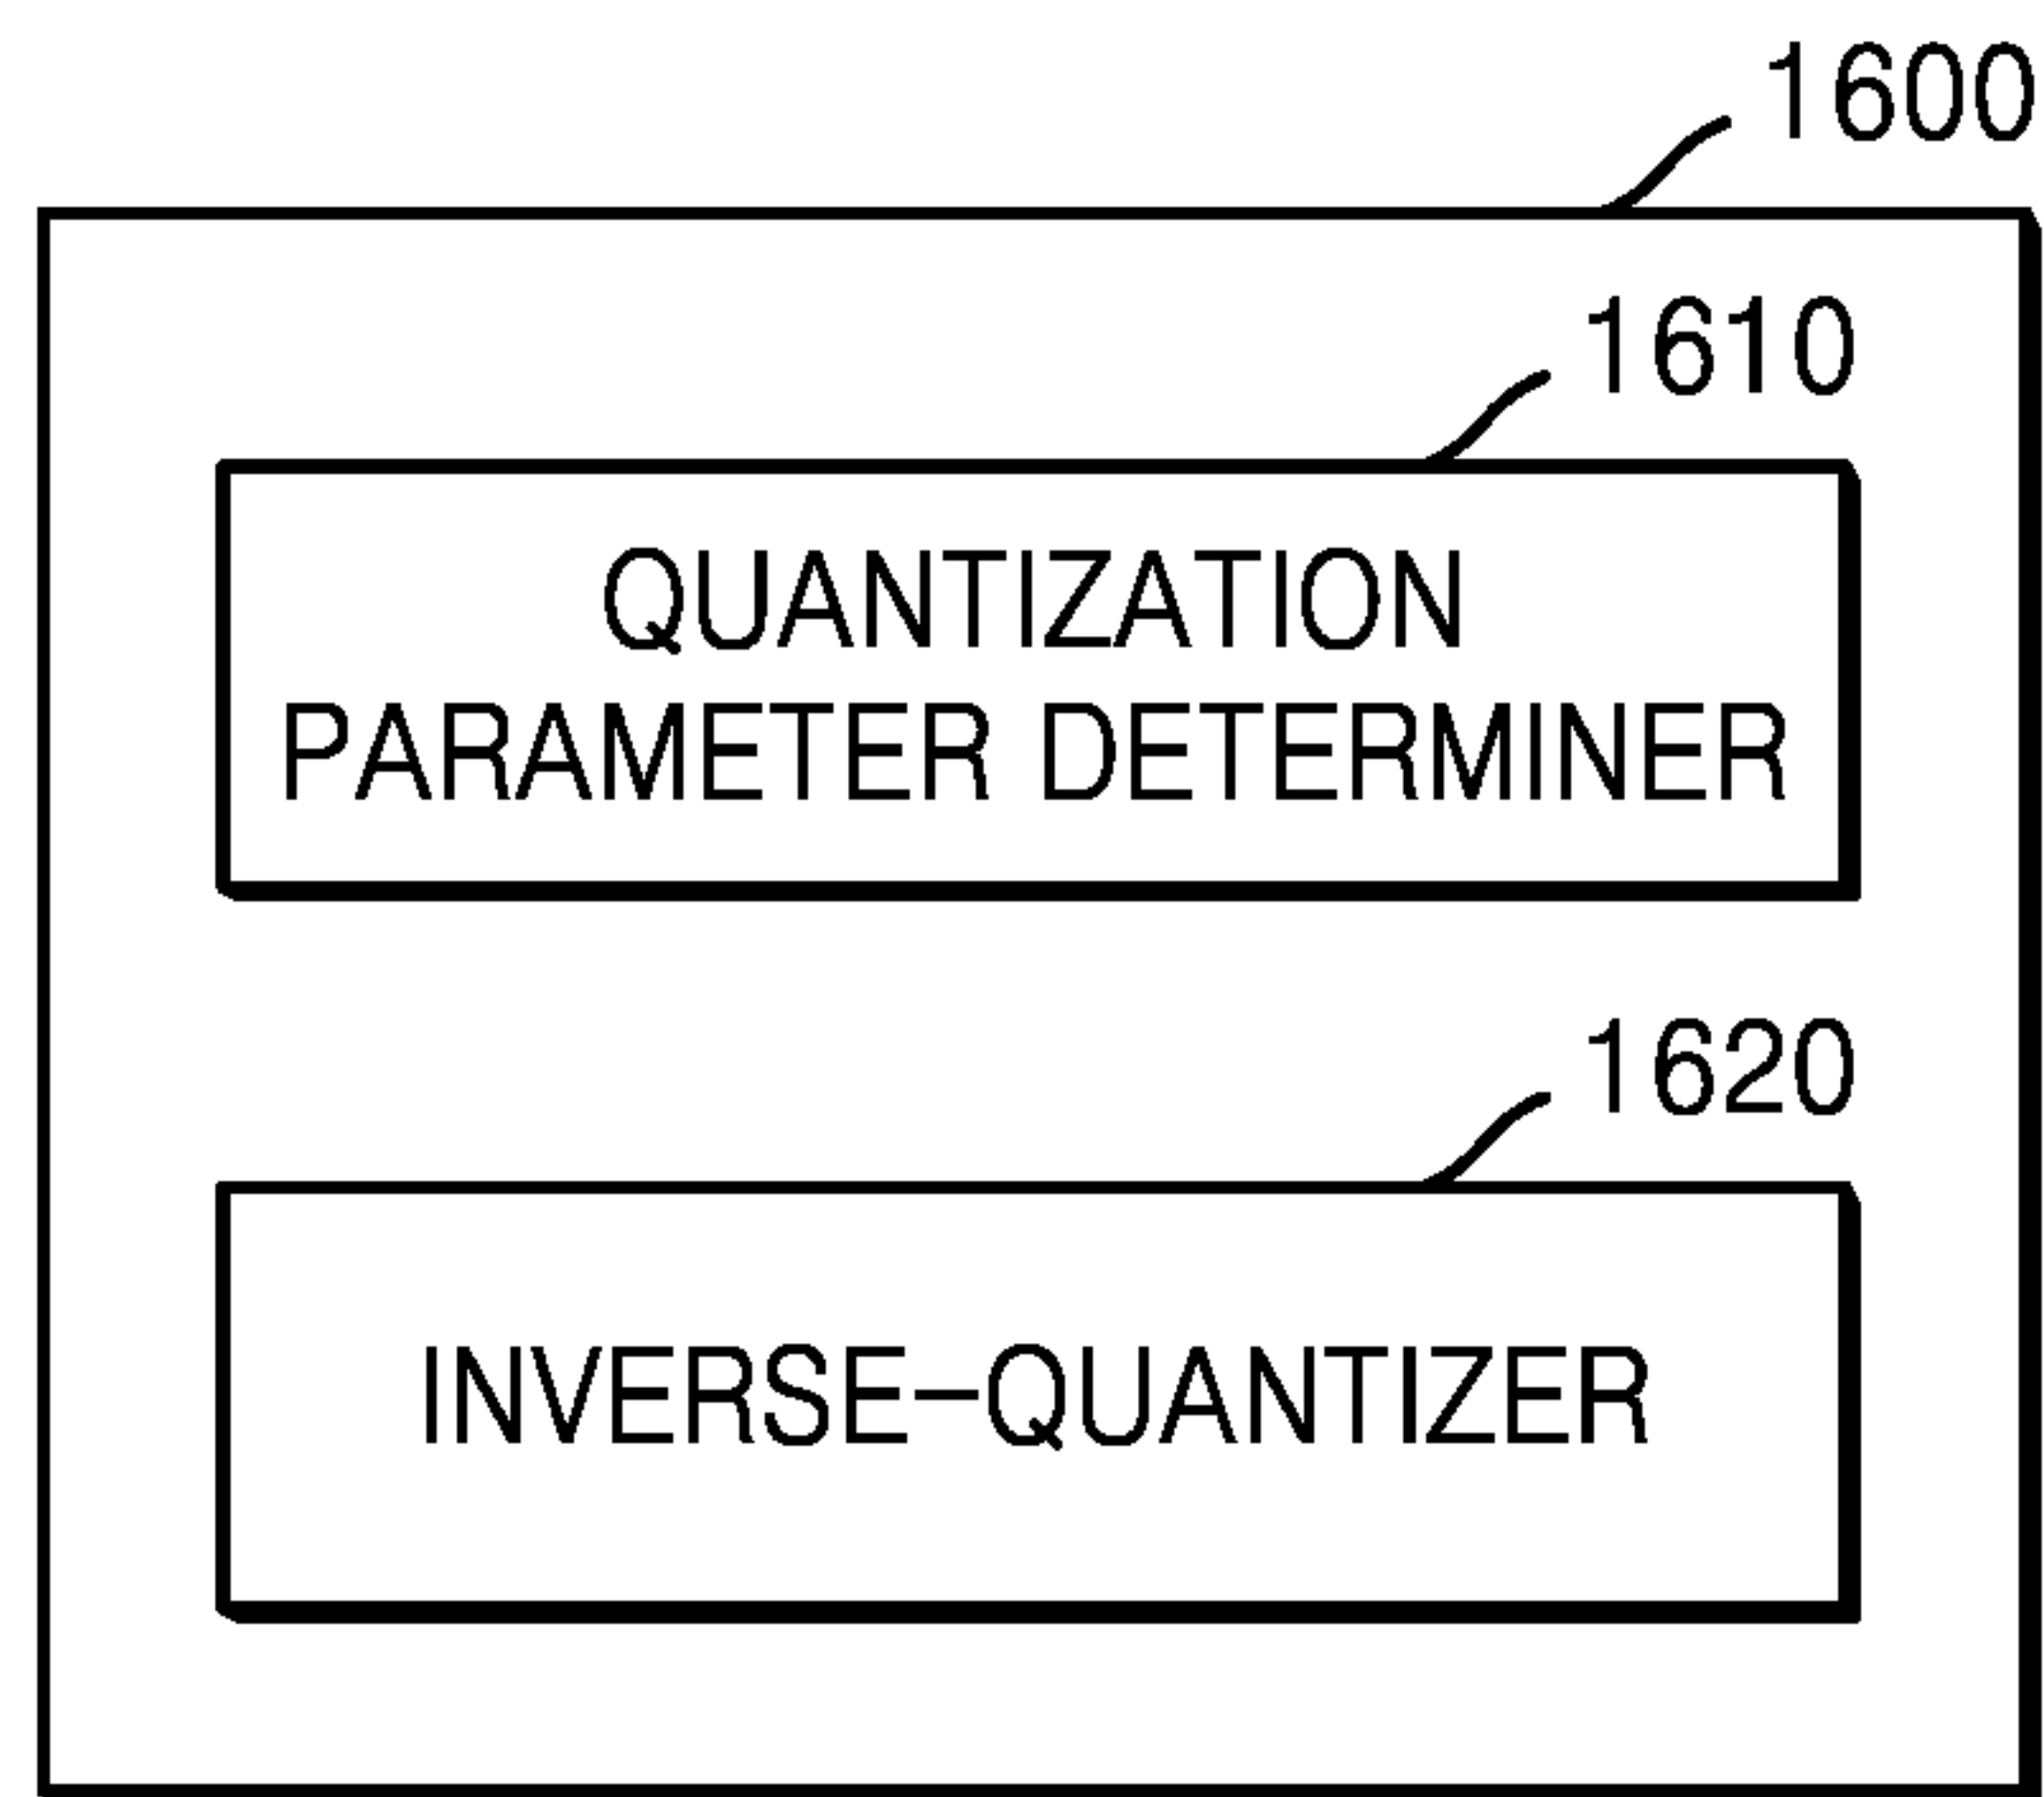 1600
1610
QUANTIZATION
PARAMETER DETERMINER
1620
INVERSE-QUANTIZER